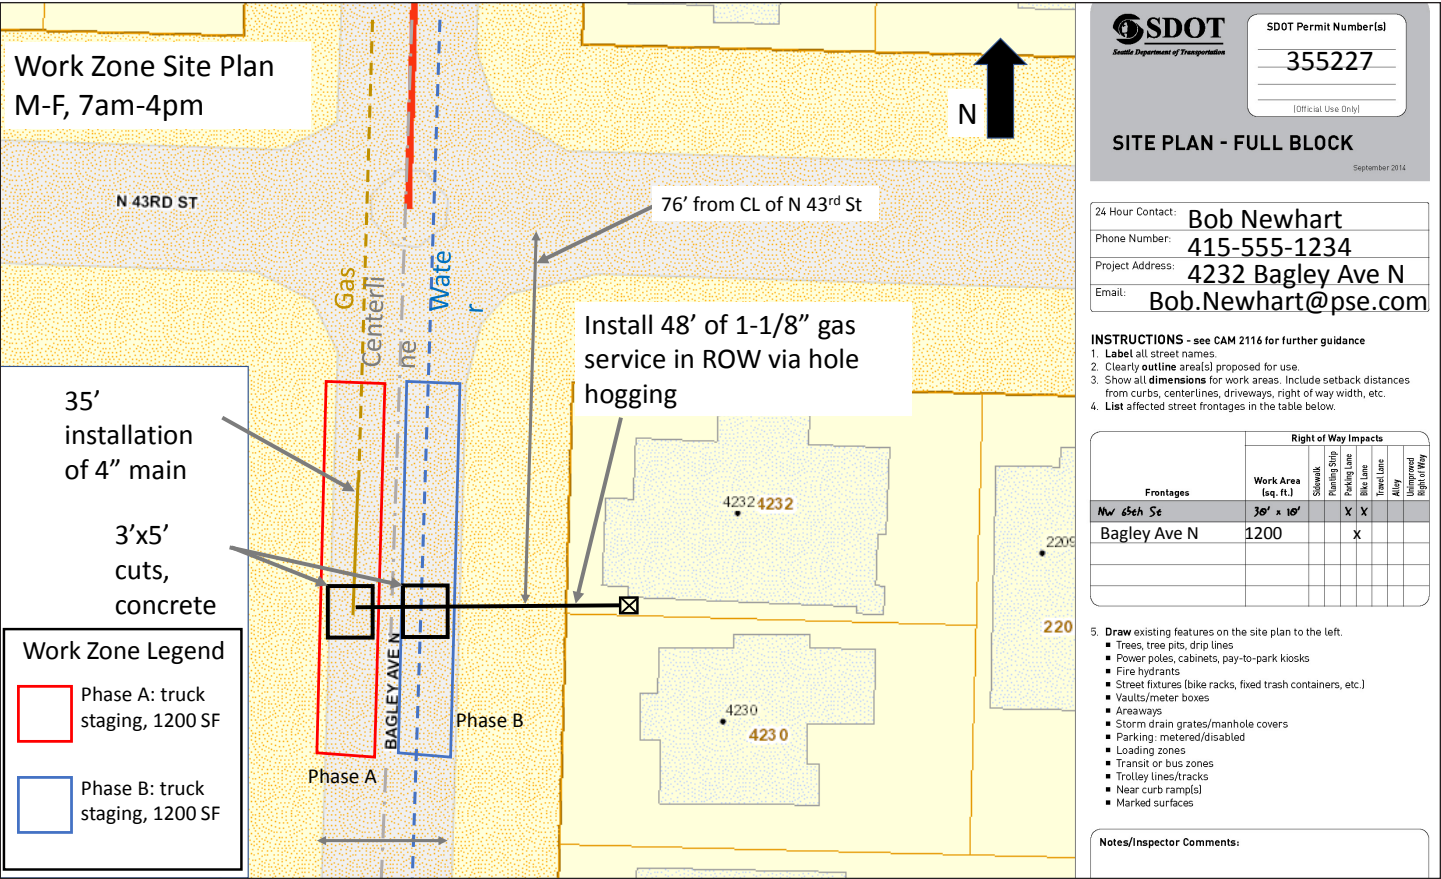 Work Zone Site Plan
M-F, 7am-4pm
N
N 43RD ST
76’ from CL of N 43rd St
Gas
Centerli
ne
Wate
r
Install 48’ of 1-1/8” gas
service in ROW via hole
hogging
35’
installation
of 4” main
3’x5’
cuts,
concrete
4232 4232
2209
220
4230
4230
BAGLEY AVE N
Phase B
Phase A
Work Zone Legend
Phase A: truck
staging, 1200 SF
Phase B: truck
staging, 1200 SF
SDOT
Seattle Department of Transportation
SDOT Permit Number(s)
355227
(Official Use Only)
SITE PLAN - FULL BLOCK
September 2014
24 Hour Contact: Bob Newhart
Phone Number: 415-555-1234
Project Address: 4232 Bagley Ave N
Email: Bob.Newhart@pse.com
INSTRUCTIONS - see CAM 2116 for further guidance
1. Label all street names.
2. Clearly outline area(s) proposed for use.
3. Show all dimensions for work areas. Include setback distances
from curbs, centerlines, driveways, right of way width, etc.
4. List affected street frontages in the table below.
Right of Way Impacts
Frontages
Work Area
(sq. ft.)
Sidewalk
Planting Strip
Parking Lane
Bike Lane
Travel Lane
Alley
Unimproved
Right of Way
NW 65th St 30' x 10' X X
Bagley Ave N 1200 x
5. Draw existing features on the site plan to the left.
■ Trees, tree pits, drip lines
■ Power poles, cabinets, pay-to-park kiosks
■ Fire hydrants
■ Street fixtures (bike racks, fixed trash containers, etc.)
■ Vaults/meter boxes
■ Areaways
■ Storm drain grates/manhole covers
■ Parking: metered/disabled
■ Loading zones
■ Transit or bus zones
■ Trolley lines/tracks
■ Near curb ramp(s)
■ Marked surfaces
Notes/Inspector Comments: